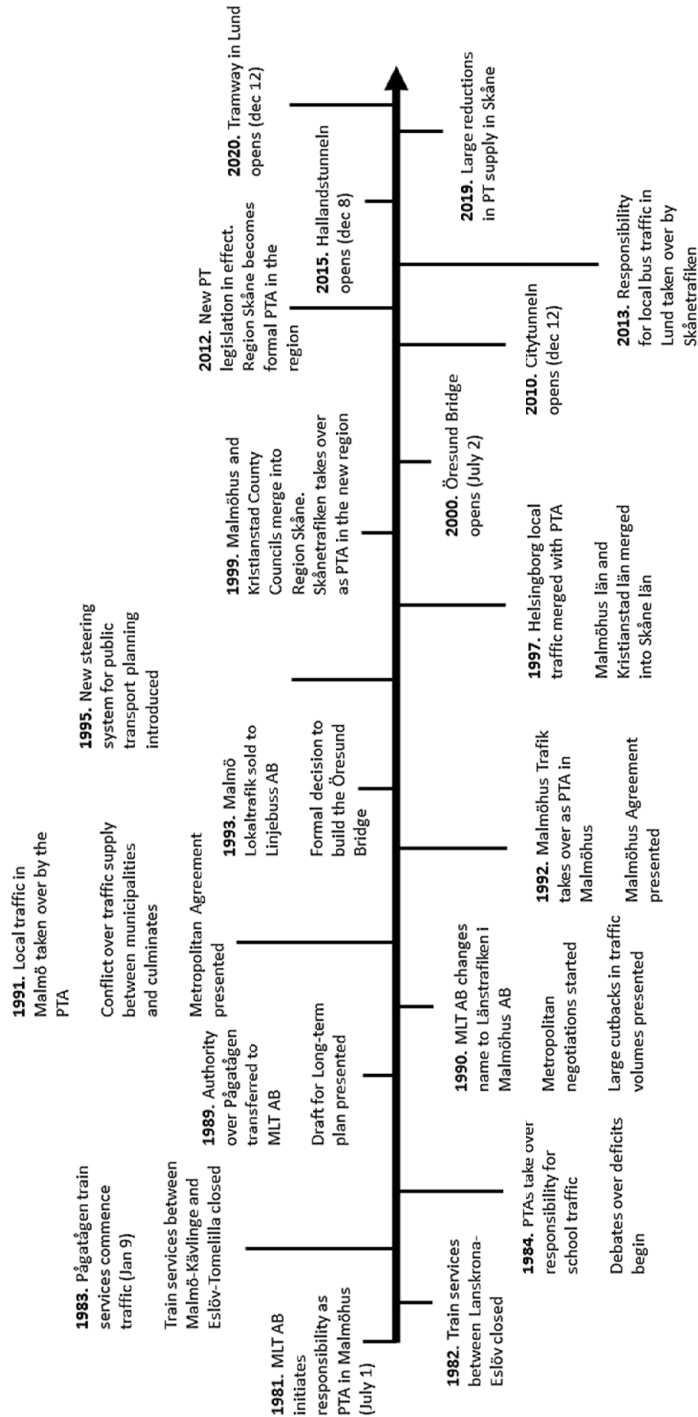 1981. MLT AB
initiates
responsibility as
PTA in Malmöhus
(July 1)
1982. Train services
between Lanskrona-
Eslöv closed
1983. Pågatågen train
services commence
traffic (Jan 9)
Train services between
Malmö-Kävlinge and
Eslöv-Tomelilla closed
1984. PTAs take over
responsibility for
school traffic
Debates over deficits
begin
1989. Authority
over Pågatågen
transferred to
MLT AB
Draft for Long-term
plan presented
1990. MLT AB changes
name to Länstrafiken i
Malmöhus AB
Metropolitan
negotiations started
Large cutbacks in traffic
volumes presented
1991. Local traffic in
Malmö taken over by the
PTA
Conflict over traffic supply
between municipalities
and culminates
Metropolitan Agreement
presented
1992. Malmöhus Trafik
takes over as PTA in
Malmöhus
Malmöhus Agreement
presented
1993. Malmö
Lokaltrafik sold to
Linjebuss AB
Formal decision to
build the Öresund
Bridge
1995. New steering
system for public
transport planning
introduced
1997. Helsingborg local
traffic merged with PTA
Malmöhus län and
Kristianstad län merged
into Skåne län
1999. Malmöhus and
Kristianstad County
Councils merge into
Region Skåne.
Skånetrafiken takes over
as PTA in the new region
2000. Öresund Bridge
opens (July 2)
2010. Citytunneln
opens (dec 12)
2012. New PT
legislation in effect.
Region Skåne becomes
formal PTA in the
region
2013. Responsibility
for local bus traffic in
Lund taken over by
Skånetrafiken
2015. Hallandstunneln
opens (dec 8)
2019. Large reductions
in PT supply in Skåne
2020. Tramway in Lund
opens (dec 12)